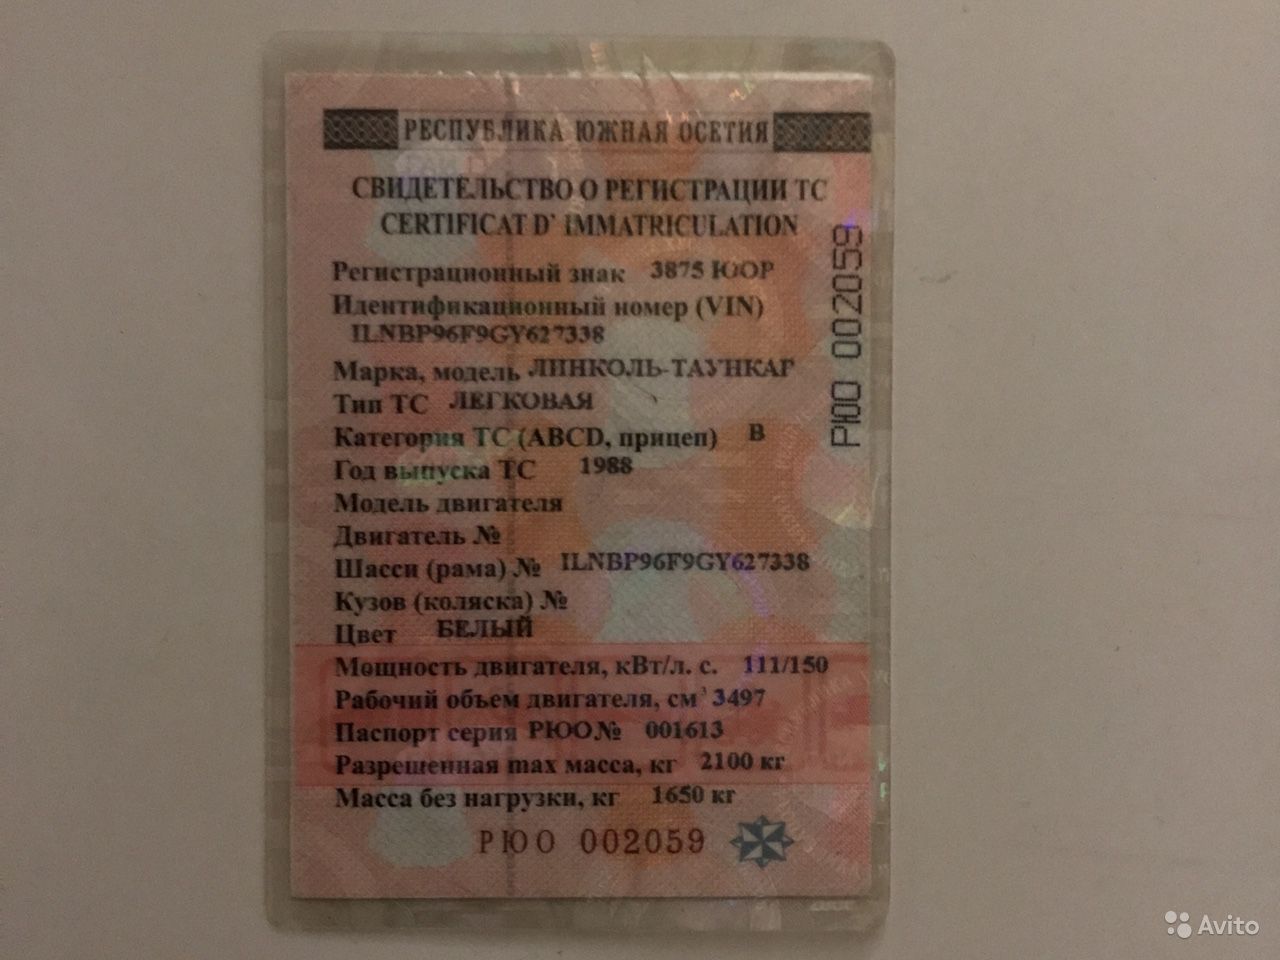 РЕСПУБЛИКА ЮЖНАЯ ОСЕТИЯ
СВИДЕТЕЛЬСТВО О РЕГИСТРАЦИИ ТС
CERTIFICAT D' IMMATRICULATION
Регистрационный знак 3875 ЮОР
Идентификационный номер (VIN)
ILNBP96F9GY627338
Марка, модель ЛИНКОЛЬ-ТАУНКАР
Тип ТС ЛЕГКОВАЯ
Категория ТС (ABCD, прицеп) B
Год выпуска ТС 1988
Модель двигателя
Двигатель №
Шасси (рама) № ILNBP96F9GY627338
Кузов (коляска) №
Цвет БЕЛЫЙ
Мощность двигателя, кВт/л. с. 111/150
Рабочий объем двигателя, см³ 3497
Паспорт серия РЮО № 001613
Разрешенная max масса, кг 2100 кг
Масса без нагрузки, кг 1650 кг
РЮО 002059
РЮО 002059
Avito